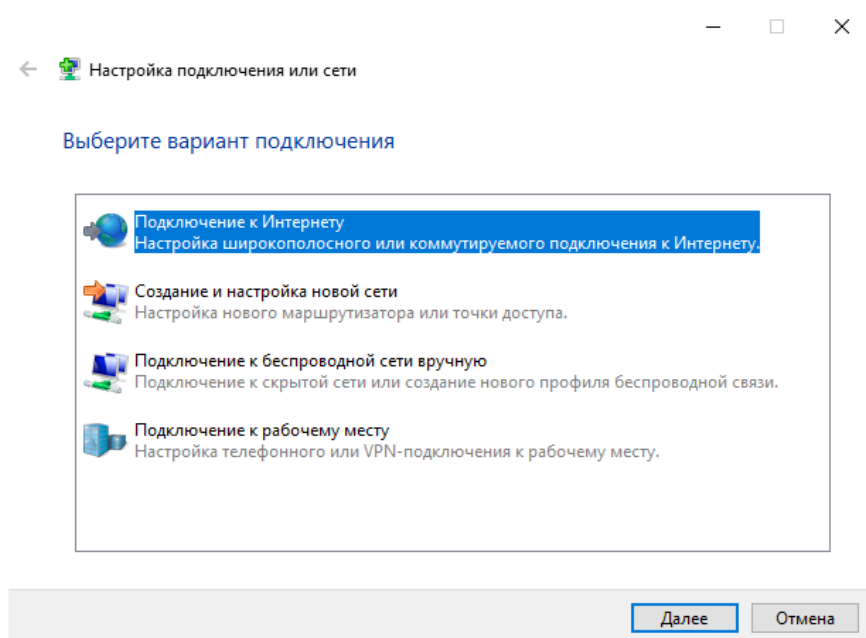 Настройка подключения или сети
Выберите вариант подключения
Подключение к Интернету
Настройка широкополосного или коммутируемого подключения к Интернету.
Создание и настройка новой сети
Настройка нового маршрутизатора или точки доступа.
Подключение к беспроводной сети вручную
Подключение к скрытой сети или создание нового профиля беспроводной связи.
Подключение к рабочему месту
Настройка телефонного или VPN-подключения к рабочему месту.
Далее
Отмена